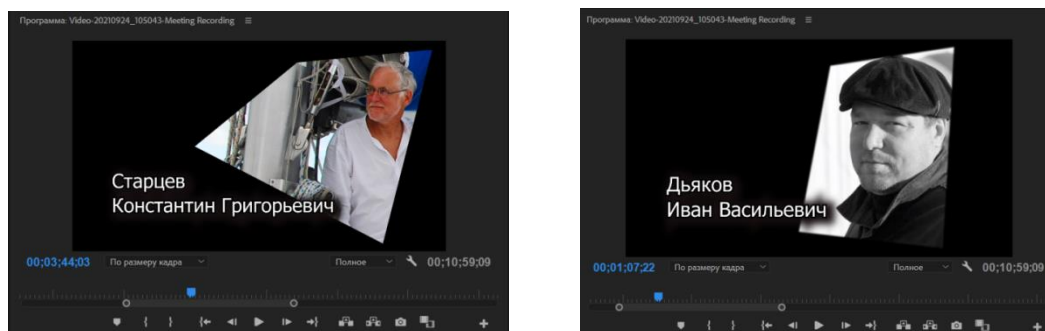 Программа: Video-20210924_105043-Meeting Recording
Старцев
Константин Григорьевич
00;03;44;03 По размеру кадра Полное 00;10;59;09
Программа: Video-20210924_105043-Meeting Recording
Дьяков
Иван Васильевич
00;01;07;22 По размеру кадра Полное 00;10;59;09